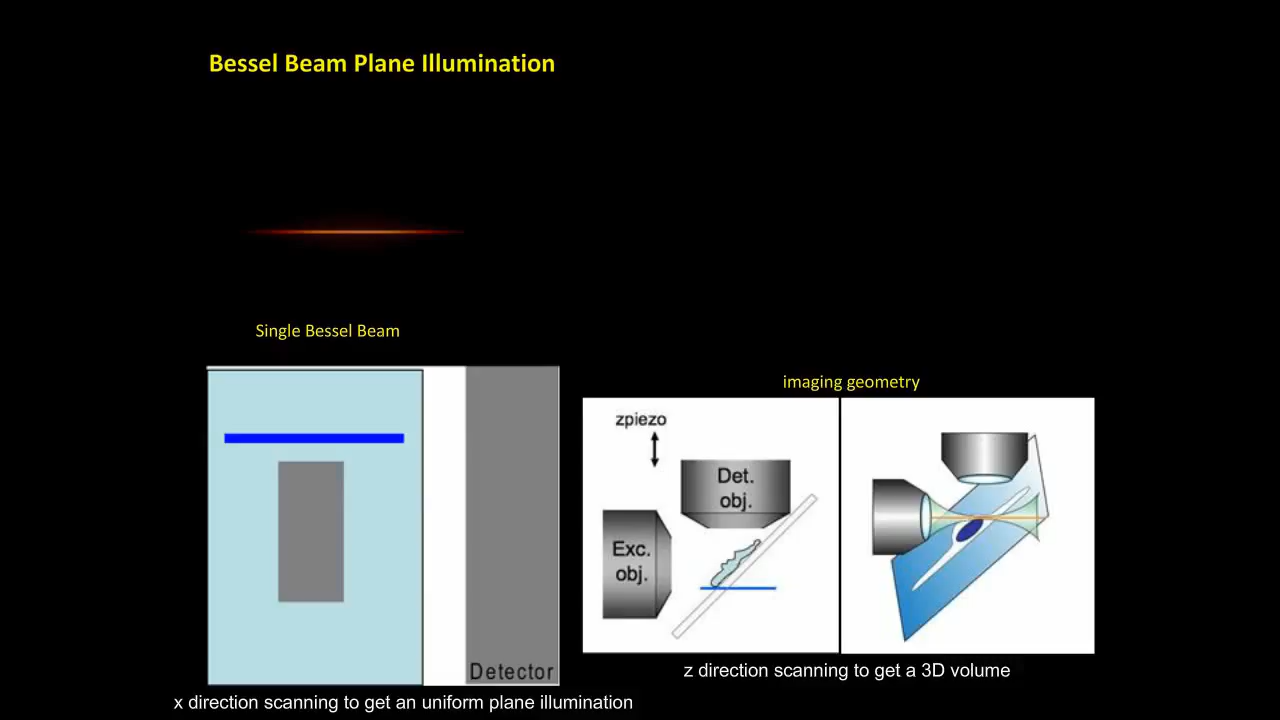 Bessel Beam Plane Illumination
Single Bessel Beam
imaging geometry
zpiezo
Det.
obj.
Exc.
obj.
Detector
z direction scanning to get a 3D volume
x direction scanning to get an uniform plane illumination